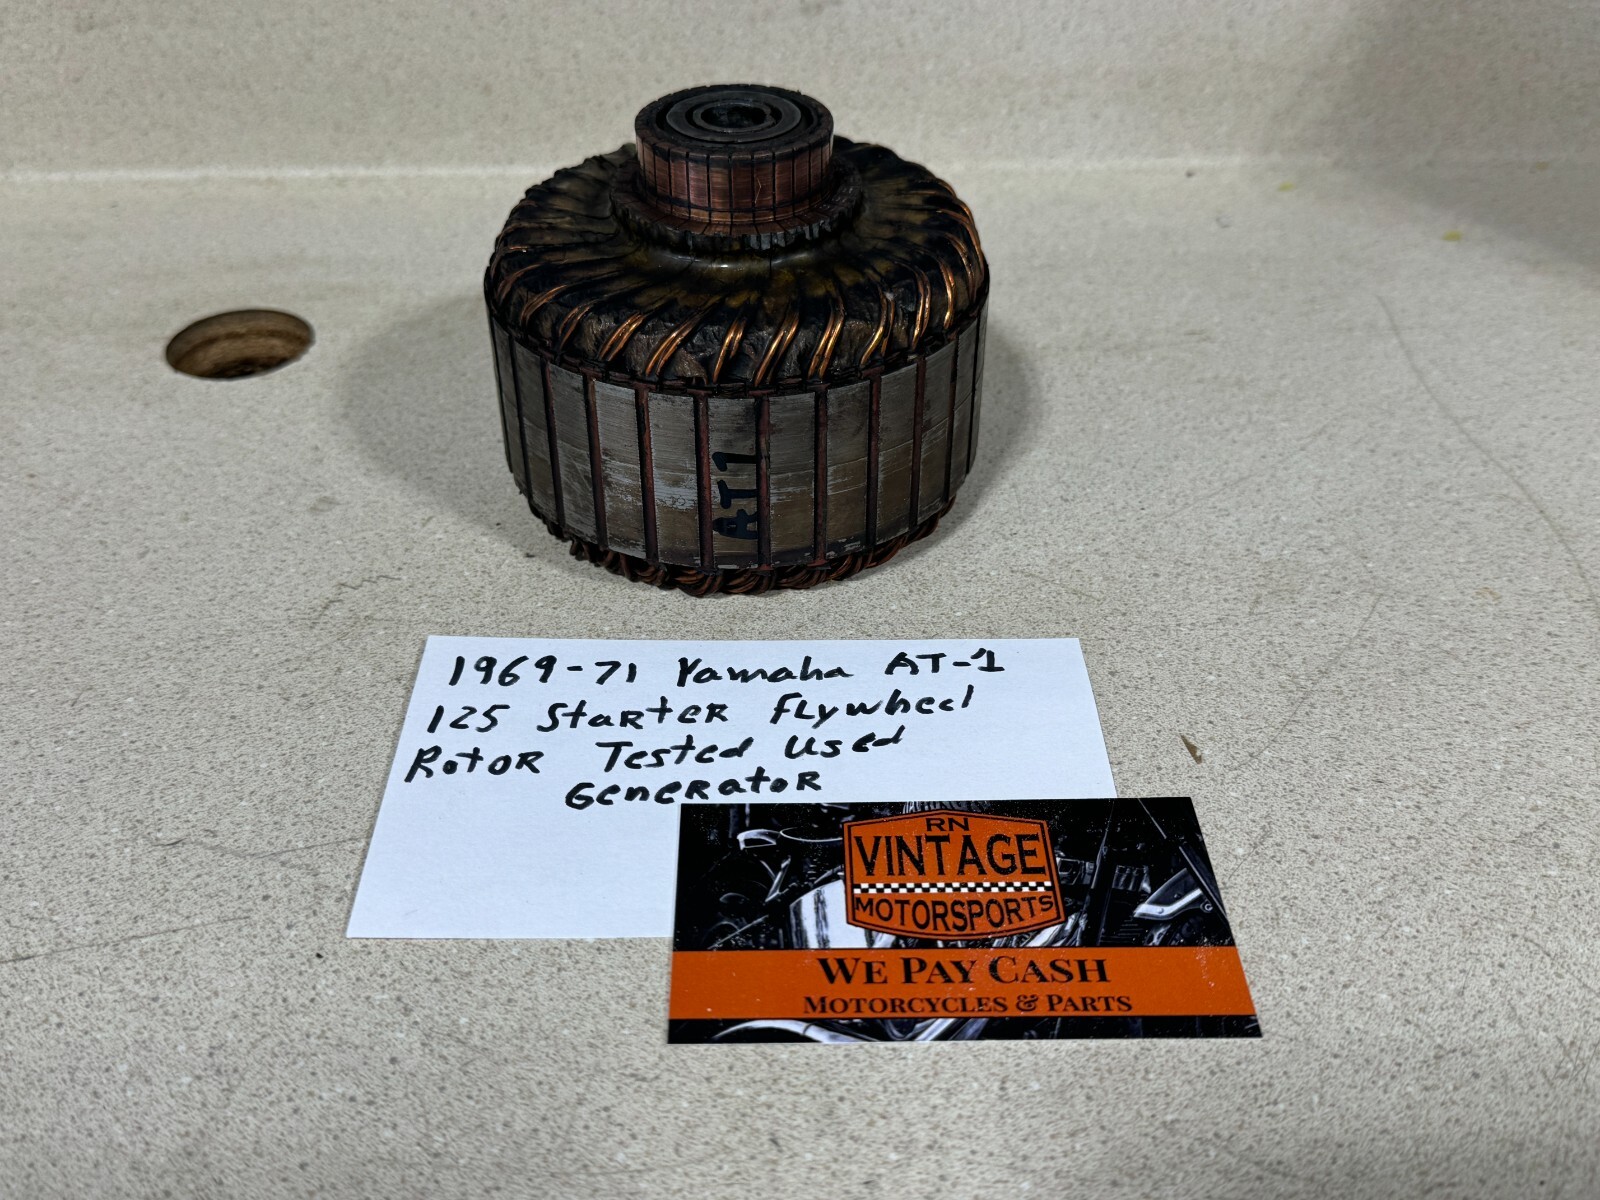 AT1
1969-71 Yamaha AT-1
125 Starter Flywheel
Rotor Tested Used
Generator
RN
VINTAGE
MOTORSPORTS
WE PAY CASH
MOTORCYCLES & PARTS